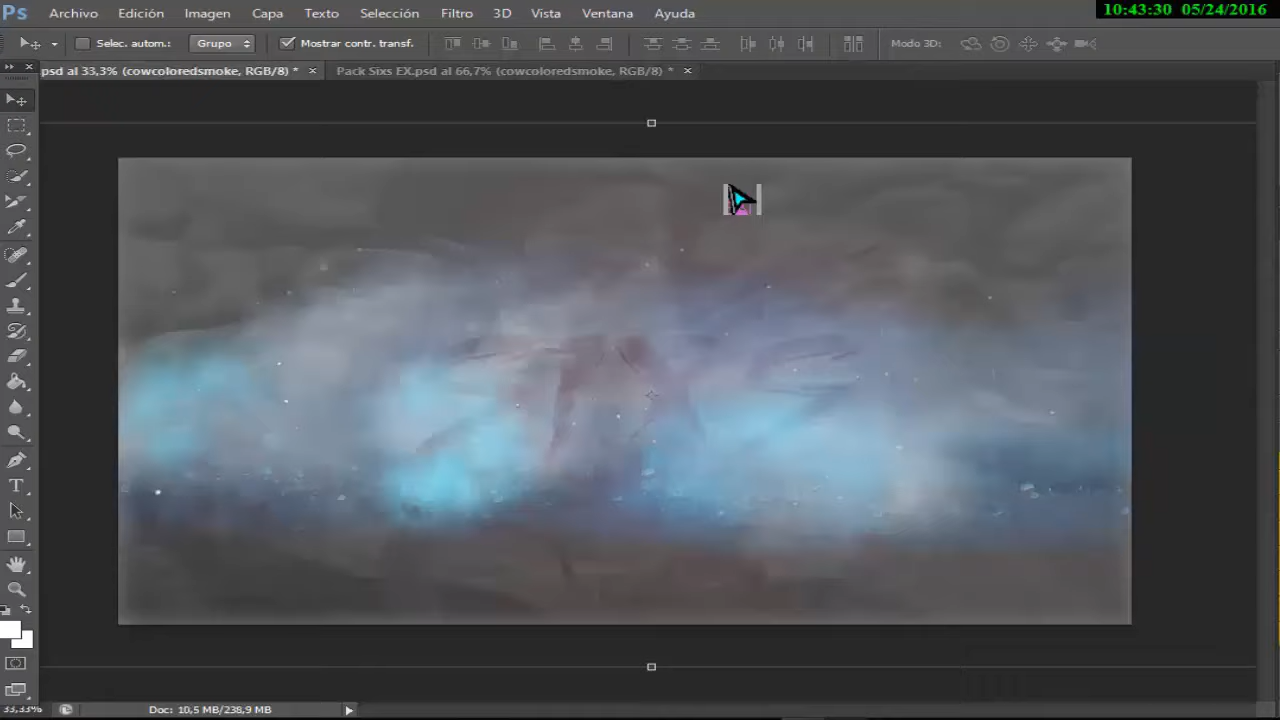 Ps Archivo Edición Imagen Capa Texto Selección Filtro 3D Vista Ventana Ayuda
10:43:30 05/24/2016
Selec. autom.: Grupo Mostrar contr. transf. Modo 3D:
.psd al 33,3% (cowcoloredsmoke, RGB/8) * × Pack Sixs EX.psd al 66,7% (cowcoloredsmoke, RGB/8) * ×
33,33% Doc: 10,5 MB/238,9 MB